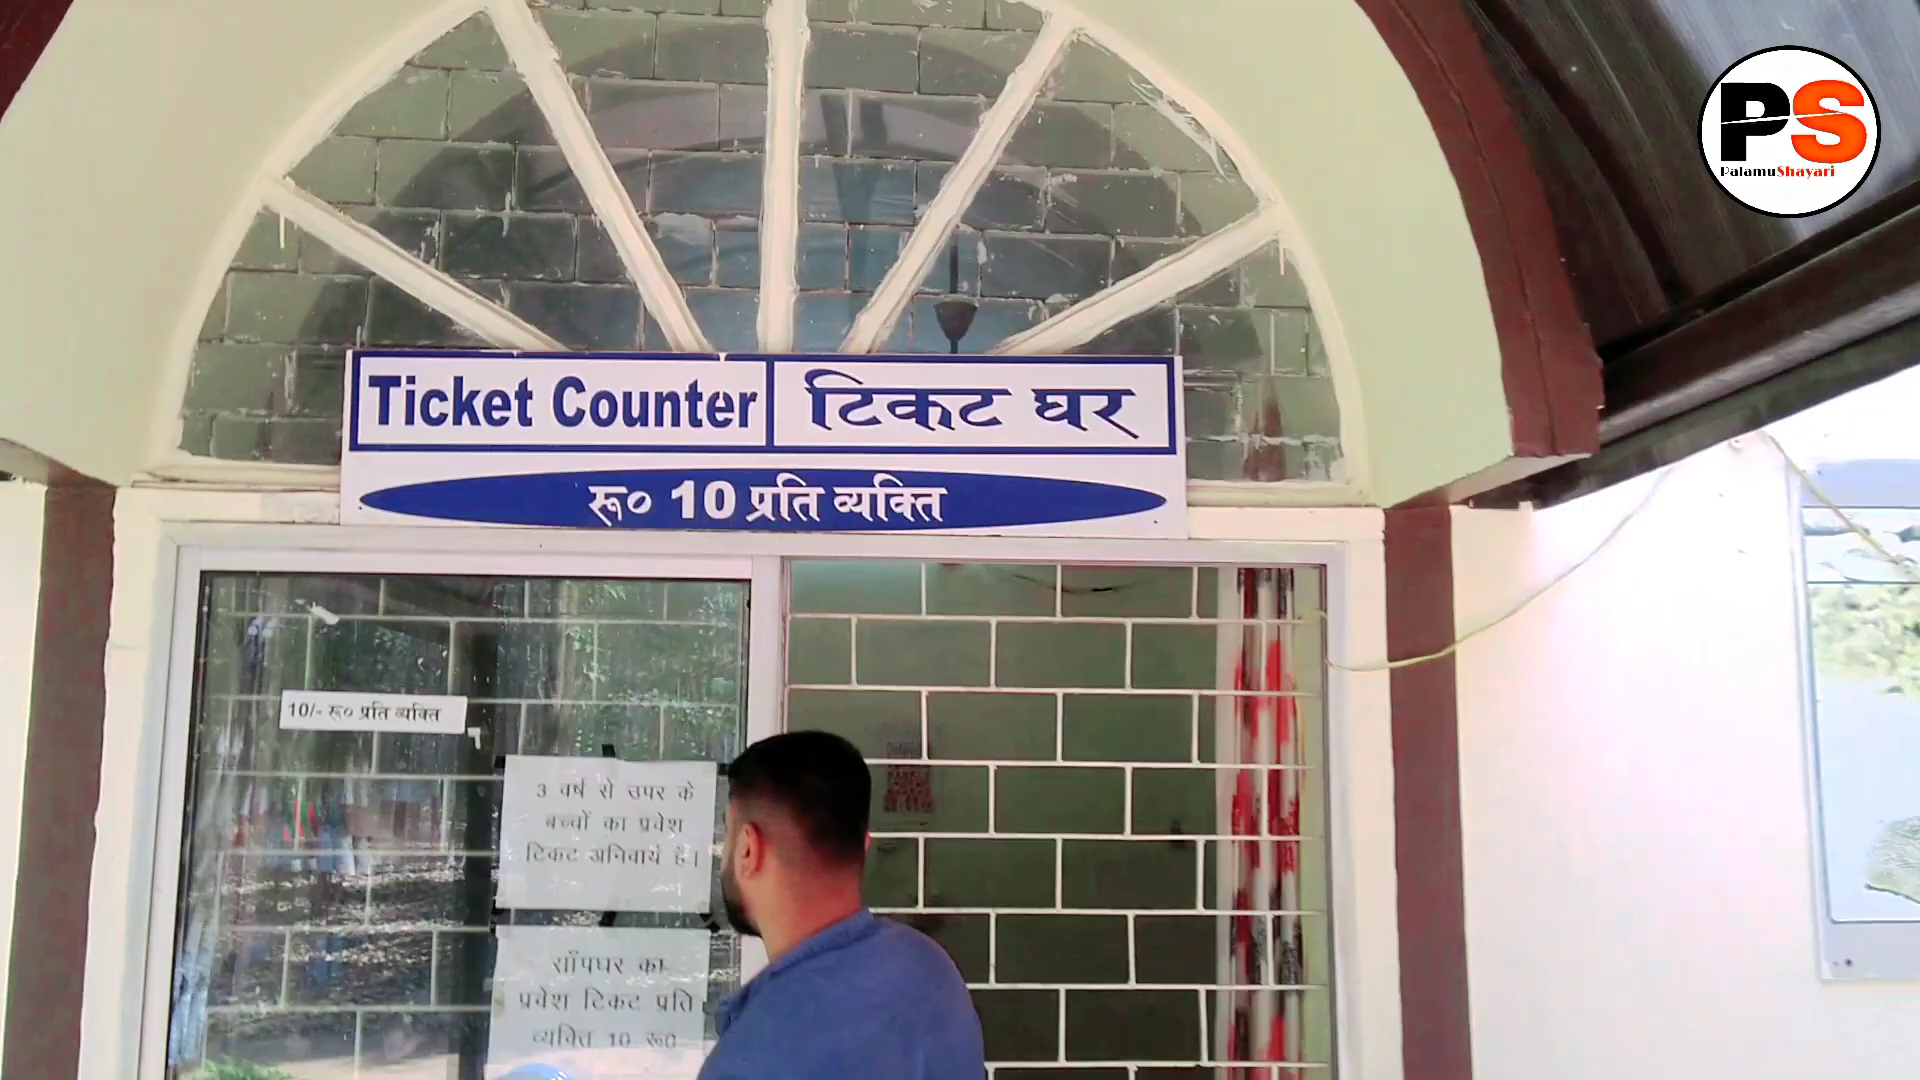 PS
PalamuShayari
Ticket Counter
टिकट घर
रू० 10 प्रति व्यक्ति
10/- रू० प्रति व्यक्ति
3 वर्ष से उपर के
बच्चों का प्रवेश
टिकट अनिवार्य है।
साँपघर का
प्रवेश टिकट प्रति
व्यक्ति 10 रू0